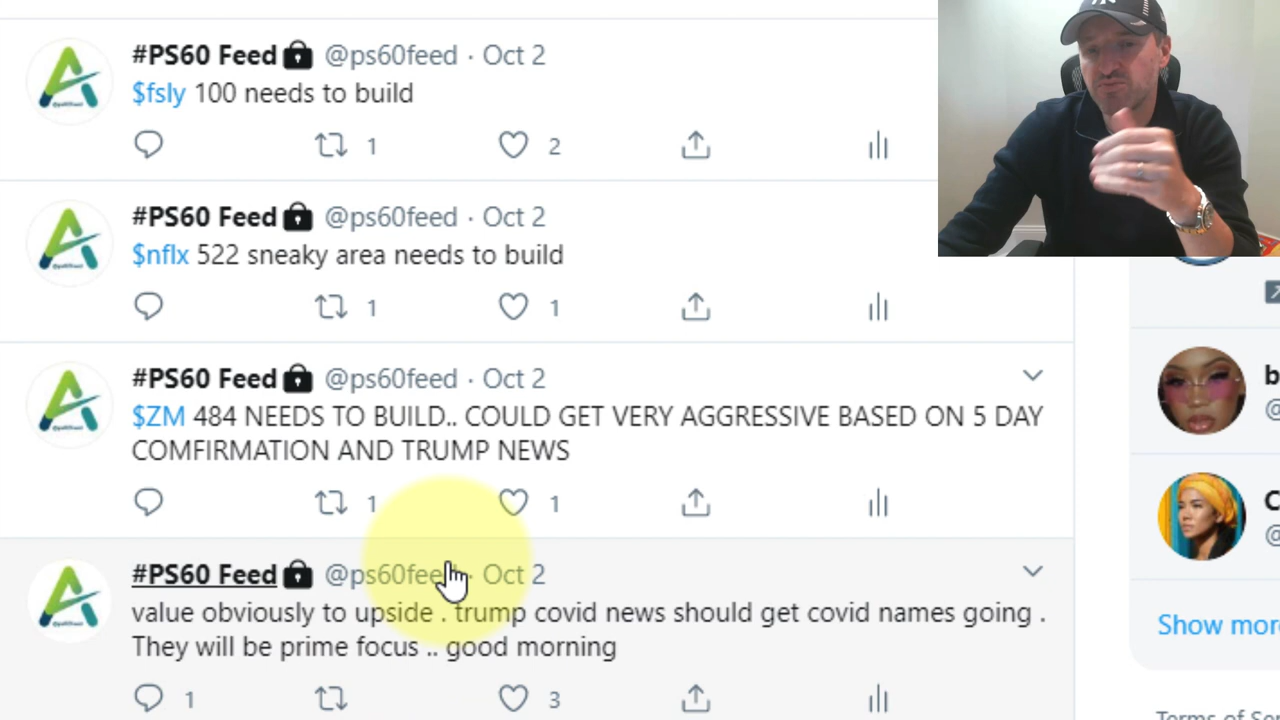 #PS60 Feed @ps60feed · Oct 2
$fsly 100 needs to build
1 2
#PS60 Feed @ps60feed · Oct 2
$nflx 522 sneaky area needs to build
1 1
#PS60 Feed @ps60feed · Oct 2
$ZM 484 NEEDS TO BUILD.. COULD GET VERY AGGRESSIVE BASED ON 5 DAY
COMFIRMATION AND TRUMP NEWS
1 1
#PS60 Feed @ps60feed · Oct 2
value obviously to upside . trump covid news should get covid names going .
They will be prime focus .. good morning
1 3
b
@
C
@
Show more
Terms of Ser